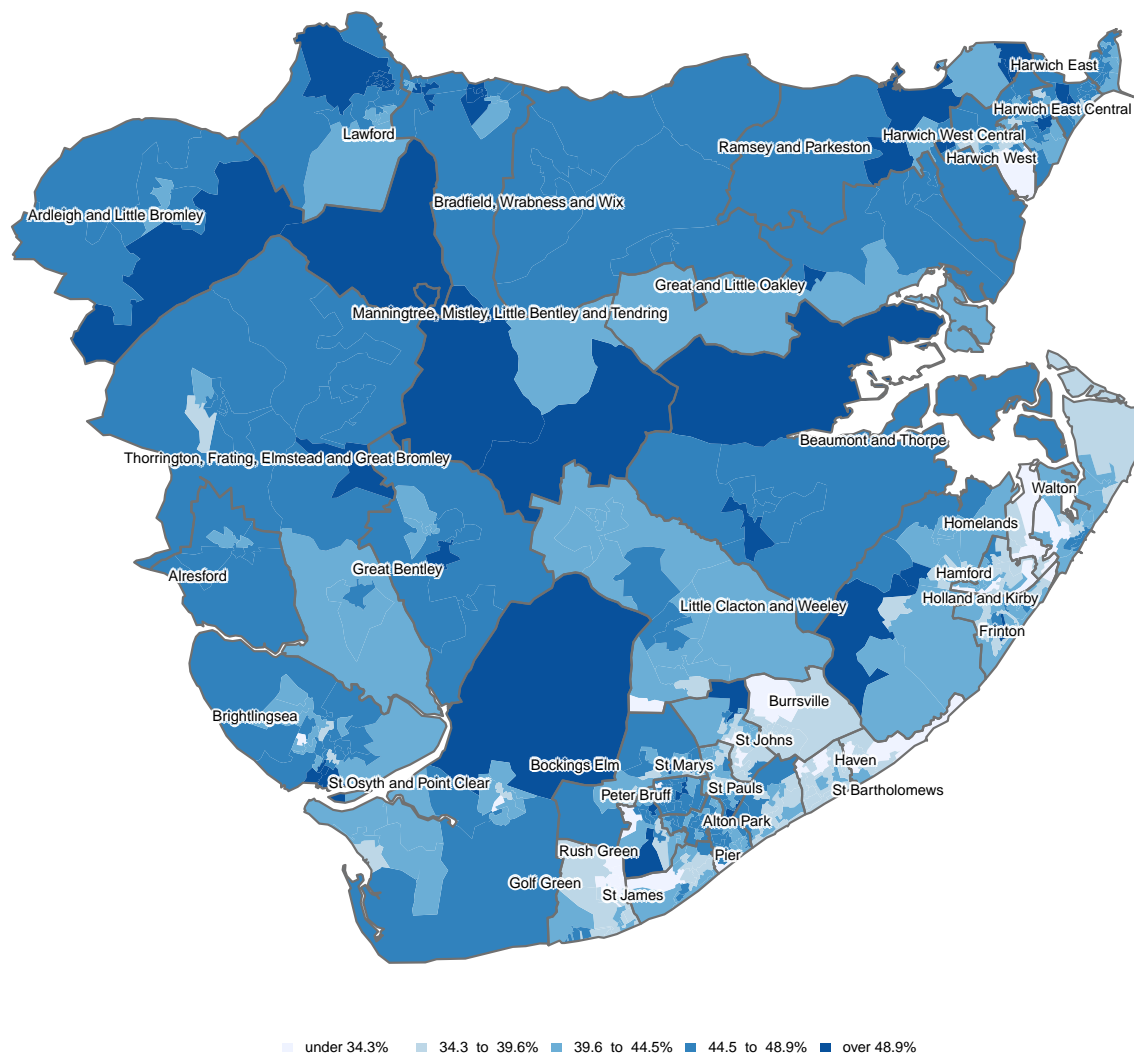 Harwich East
Harwich East Central
Lawford
Harwich West Central
Ramsey and Parkeston
Harwich West
Bradfield, Wrabness and Wix
Ardleigh and Little Bromley
Great and Little Oakley
Manningtree, Mistley, Little Bentley and Tendring
Beaumont and Thorpe
Thorrington, Frating, Elmstead and Great Bromley
Walton
Homelands
Great Bentley
Alresford
Hamford
Holland and Kirby
Little Clacton and Weeley
Frinton
Burrsville
Brightlingsea
St Johns
Haven
Bockings Elm
St Marys
St Osyth and Point Clear
St Pauls
St Bartholomews
Peter Bruff
Alton Park
Rush Green
Pier
Golf Green
St James
under 34.3% 34.3 to 39.6% 39.6 to 44.5% 44.5 to 48.9% over 48.9%